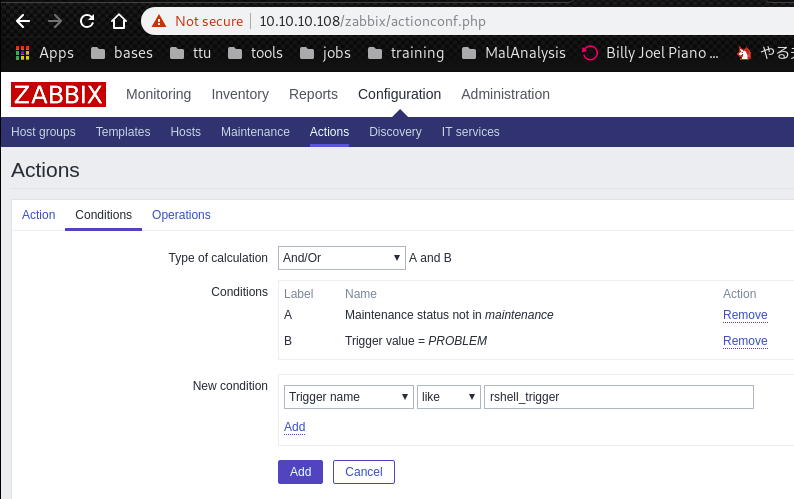 Not secure 10.10.10.108/zabbix/actionconf.php
Apps bases ttu tools jobs training MalAnalysis Billy Joel Piano ...
ZABBIX Monitoring Inventory Reports Configuration Administration
Host groups Templates Hosts Maintenance Actions Discovery IT services
Actions
Action Conditions Operations
Type of calculation And/Or A and B
Conditions Label Name Action
A Maintenance status not in maintenance Remove
B Trigger value = PROBLEM Remove
New condition
Trigger name like rshell_trigger
Add
Add Cancel